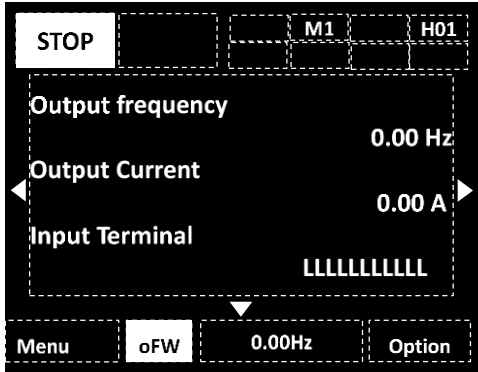 STOP M1 H01
Output frequency
0.00 Hz
Output Current
0.00 A
Input Terminal
LLLLLLLLLLL
Menu oFW 0.00Hz Option